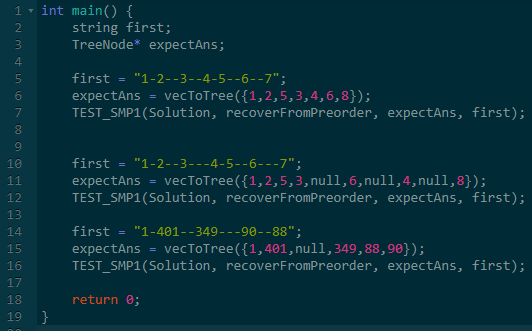 1 int main() {
2 string first;
3 TreeNode* expectAns;
4
5 first = "1-2--3--4-5--6--7";
6 expectAns = vecToTree({1,2,5,3,4,6,8});
7 TEST_SMP1(Solution, recoverFromPreorder, expectAns, first);
8
9
10 first = "1-2--3---4-5--6---7";
11 expectAns = vecToTree({1,2,5,3,null,6,null,4,null,8});
12 TEST_SMP1(Solution, recoverFromPreorder, expectAns, first);
13
14 first = "1-401--349---90--88";
15 expectAns = vecToTree({1,401,null,349,88,90});
16 TEST_SMP1(Solution, recoverFromPreorder, expectAns, first);
17
18 return 0;
19 }